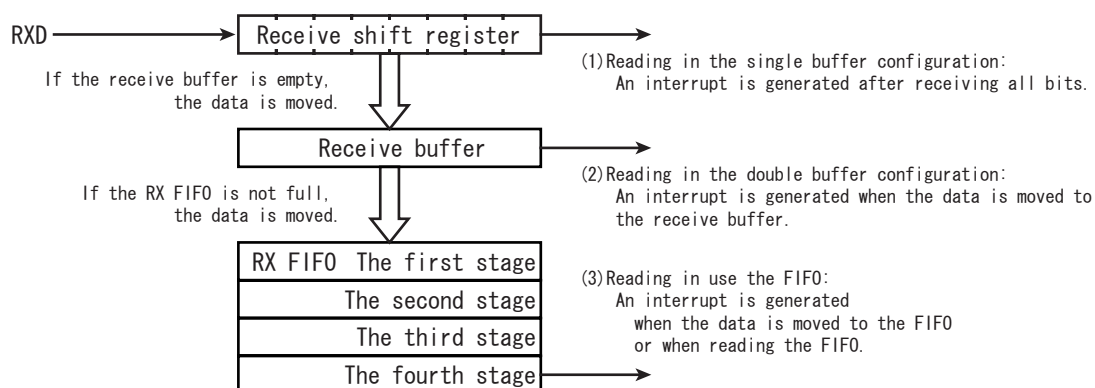 RXD
Receive shift register
(1)Reading in the single buffer configuration:
An interrupt is generated after receiving all bits.
If the receive buffer is empty,
the data is moved.
Receive buffer
(2)Reading in the double buffer configuration:
An interrupt is generated when the data is moved to
the receive buffer.
If the RX FIFO is not full,
the data is moved.
RX FIFO The first stage
The second stage
The third stage
The fourth stage
(3)Reading in use the FIFO:
An interrupt is generated
when the data is moved to the FIFO
or when reading the FIFO.